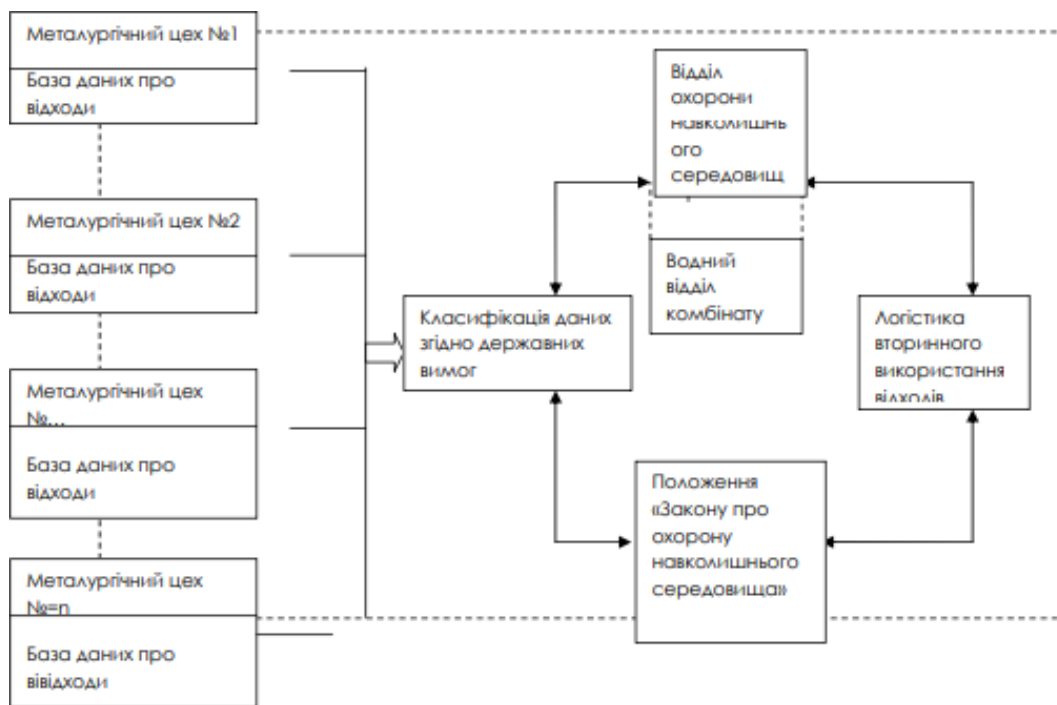 Металургічний цех №1
База даних про
відходи
Металургічний цех №2
База даних про
відходи
Металургічний цех
№...
База даних про
відходи
Металургічний цех
№=n
База даних про
вівідходи
Класифікація даних
згідно державних
вимог
Відділ
охорони
навколишнь
ого
середовищ
Водний
відділ
комбінату
Положення
«Закону про
охорону
навколишнього
середовища»
Логістика
вторинного
використання
відходів